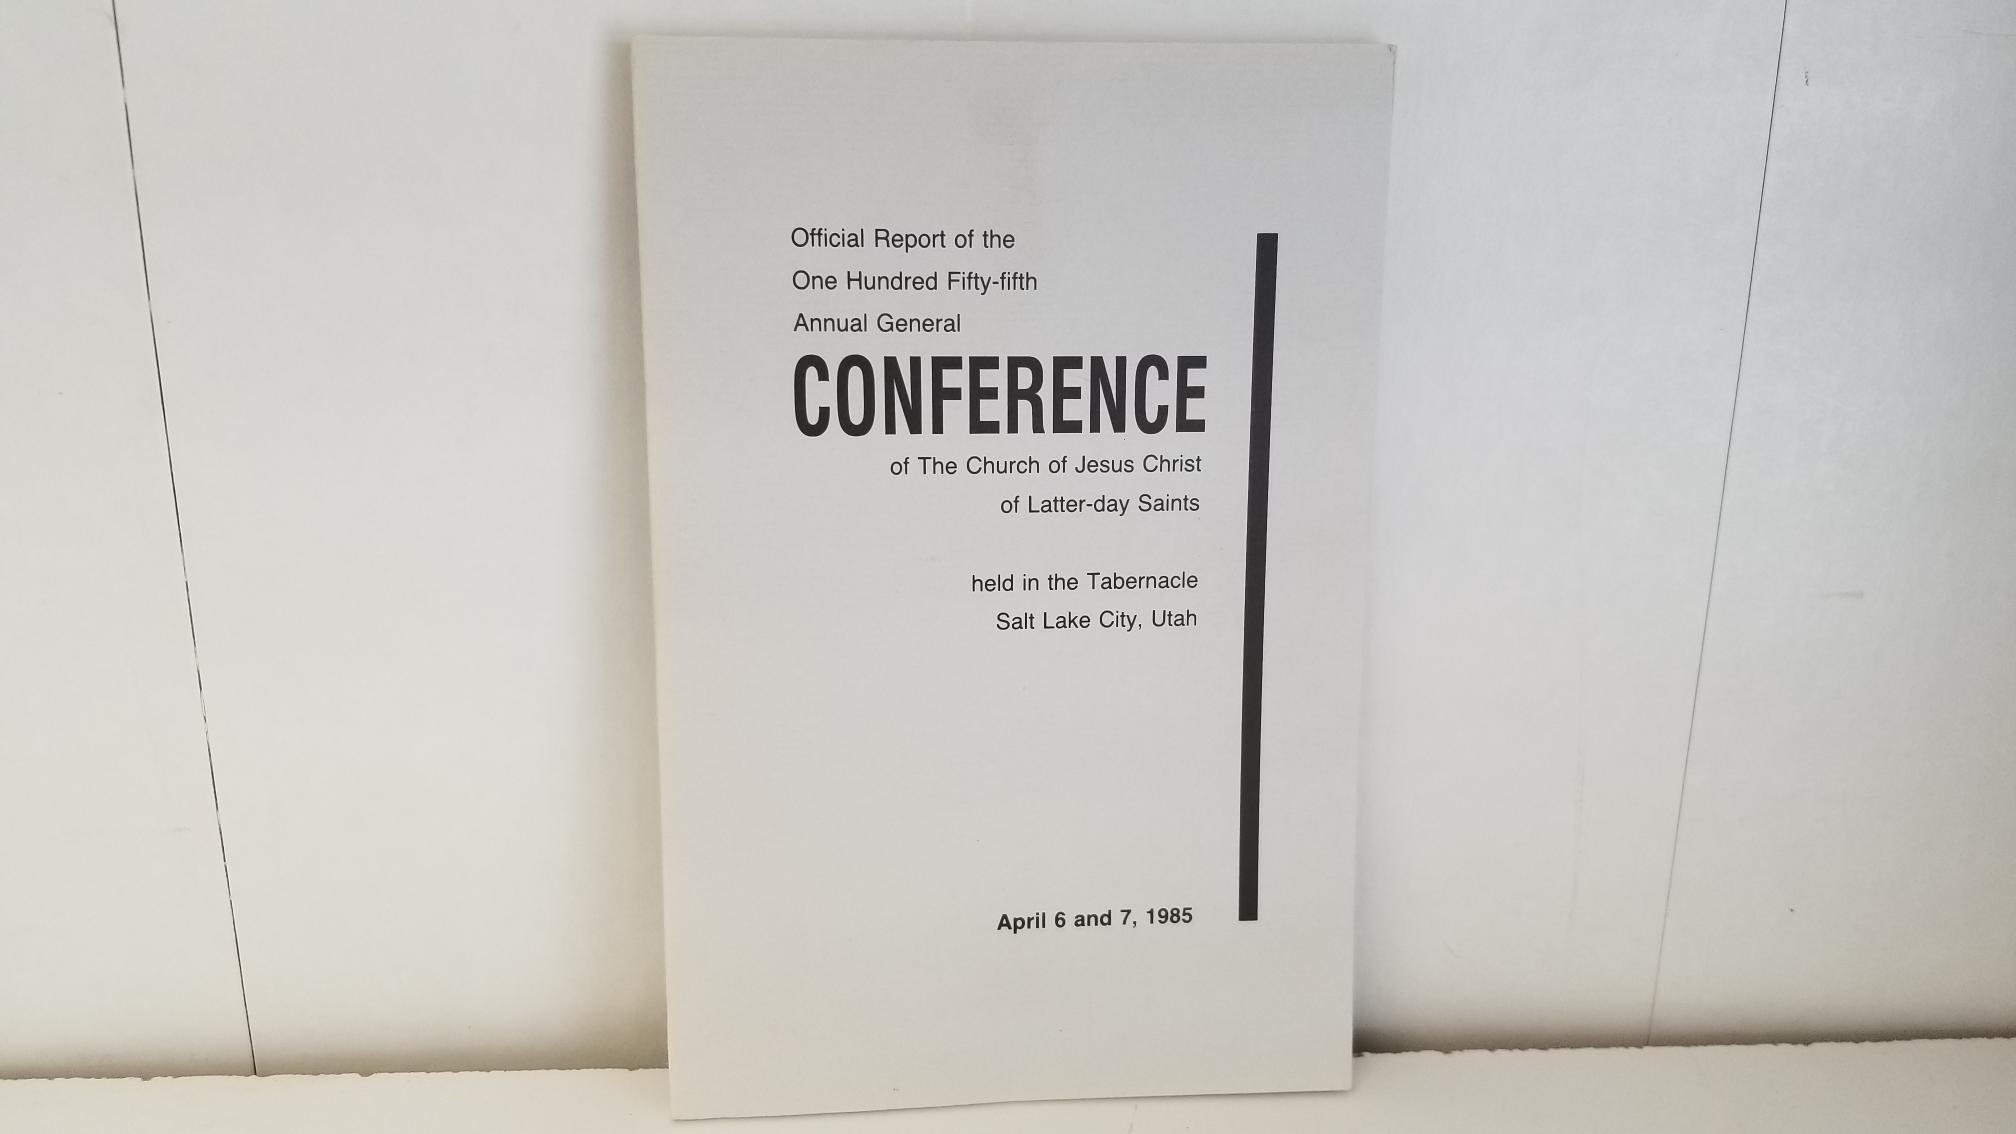 Official Report of the
One Hundred Fifty-fifth
Annual General
CONFERENCE
of The Church of Jesus Christ
of Latter-day Saints
held in the Tabernacle
Salt Lake City, Utah
April 6 and 7, 1985